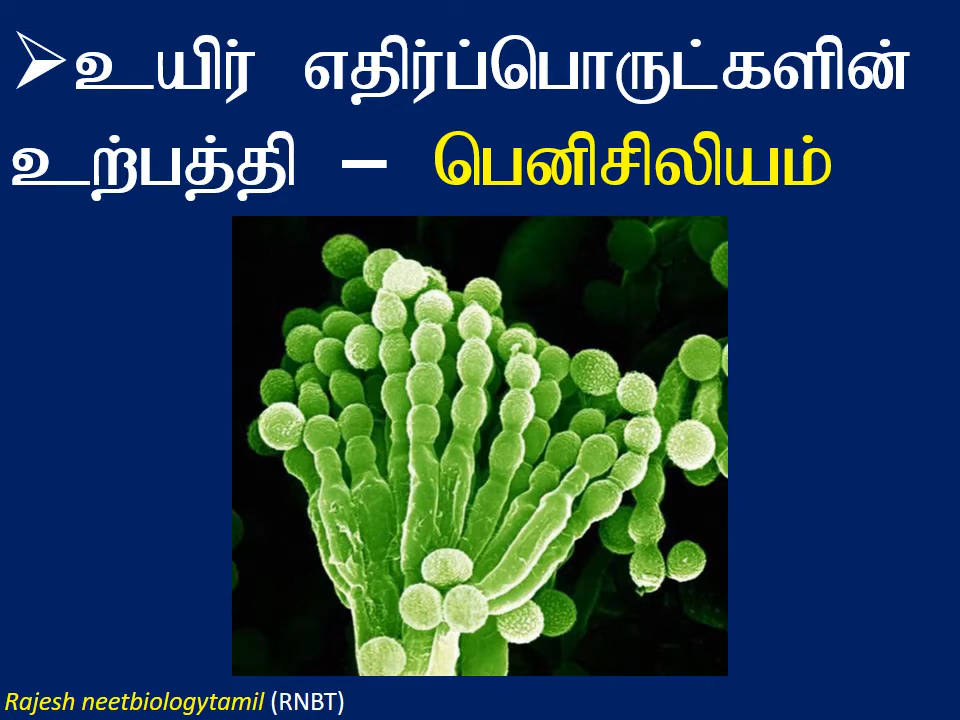 ➢உயிர் எதிர்ப்பொருட்களின்
உற்பத்தி – பெனிசிலியம்
Rajesh neetbiologytamil (RNBT)